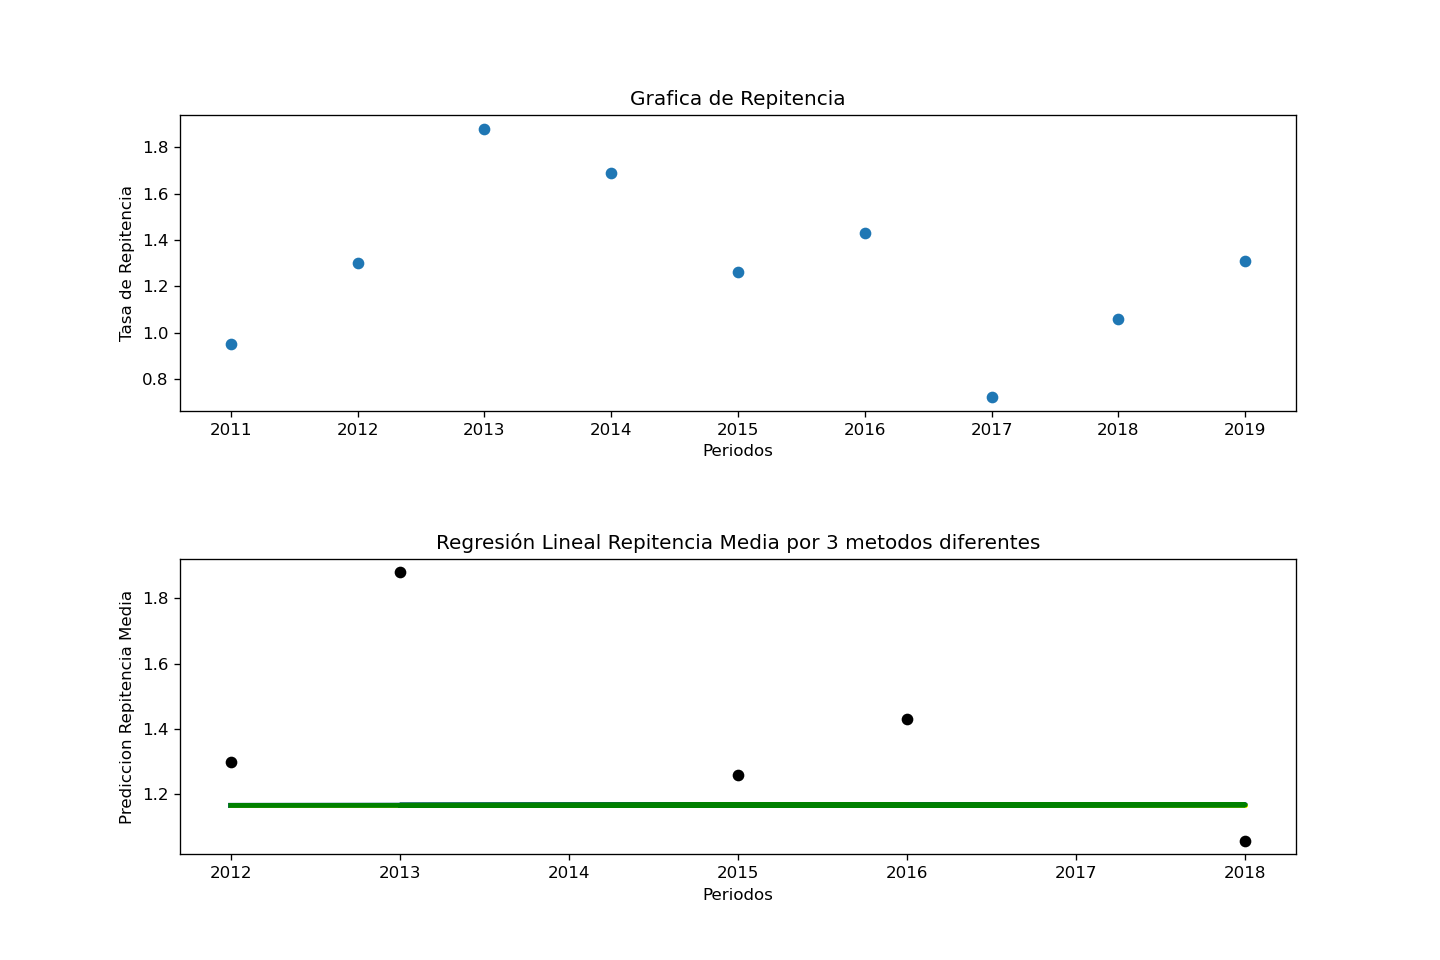 Grafica de Repitencia
Tasa de Repitencia
1.8
1.6
1.4
1.2
1.0
0.8
2011 2012 2013 2014 2015 2016 2017 2018 2019
Periodos
Regresión Lineal Repitencia Media por 3 metodos diferentes
Prediccion Repitencia Media
1.8
1.6
1.4
1.2
2012 2013 2014 2015 2016 2017 2018
Periodos